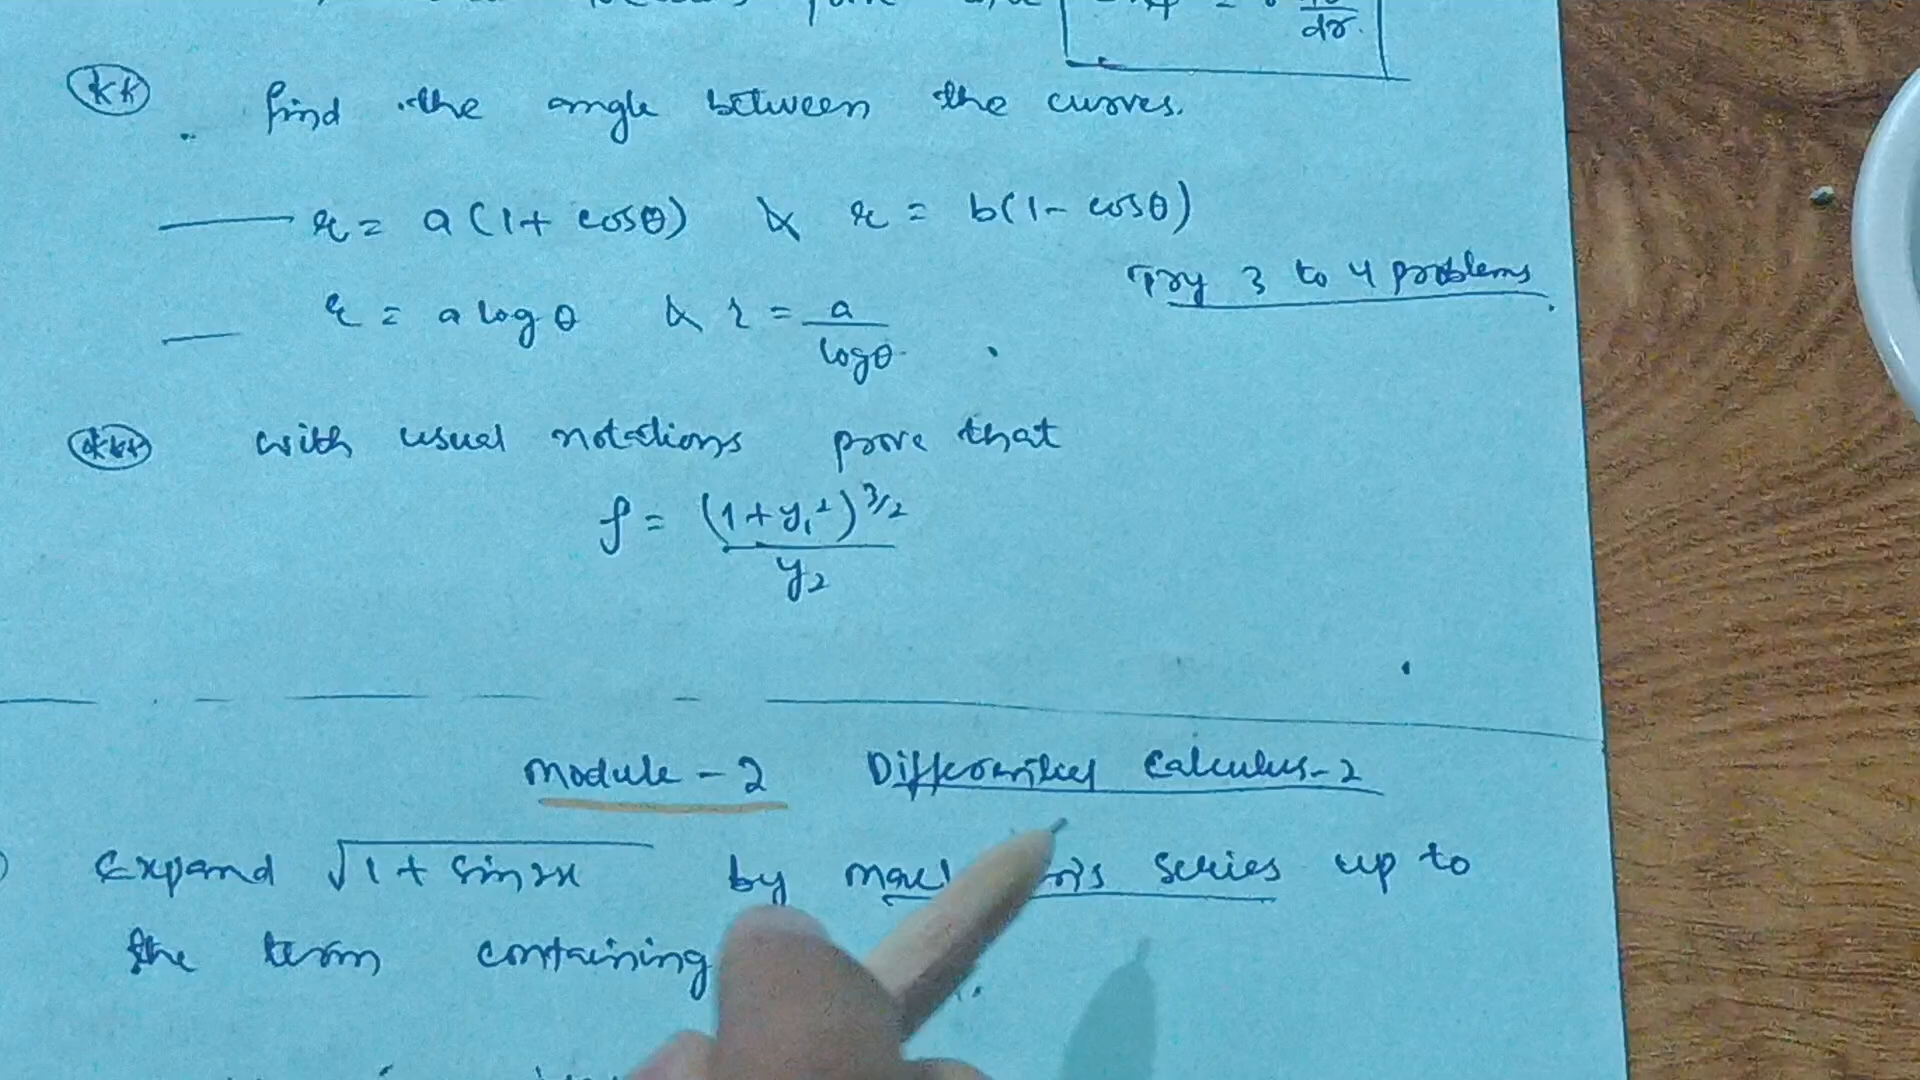 dr.
kk find the angle between the curves.
r = a(1+ cosθ) & r = b(1- cosθ)
Try 3 to 4 problems
r = a log θ & r = a/logθ
with usual notations prove that
ρ = (1+y₁²)^3/2 / y₂
Module - 2 Differential Calculus-2
Expand √1+ sin2x by series up to
the term containing